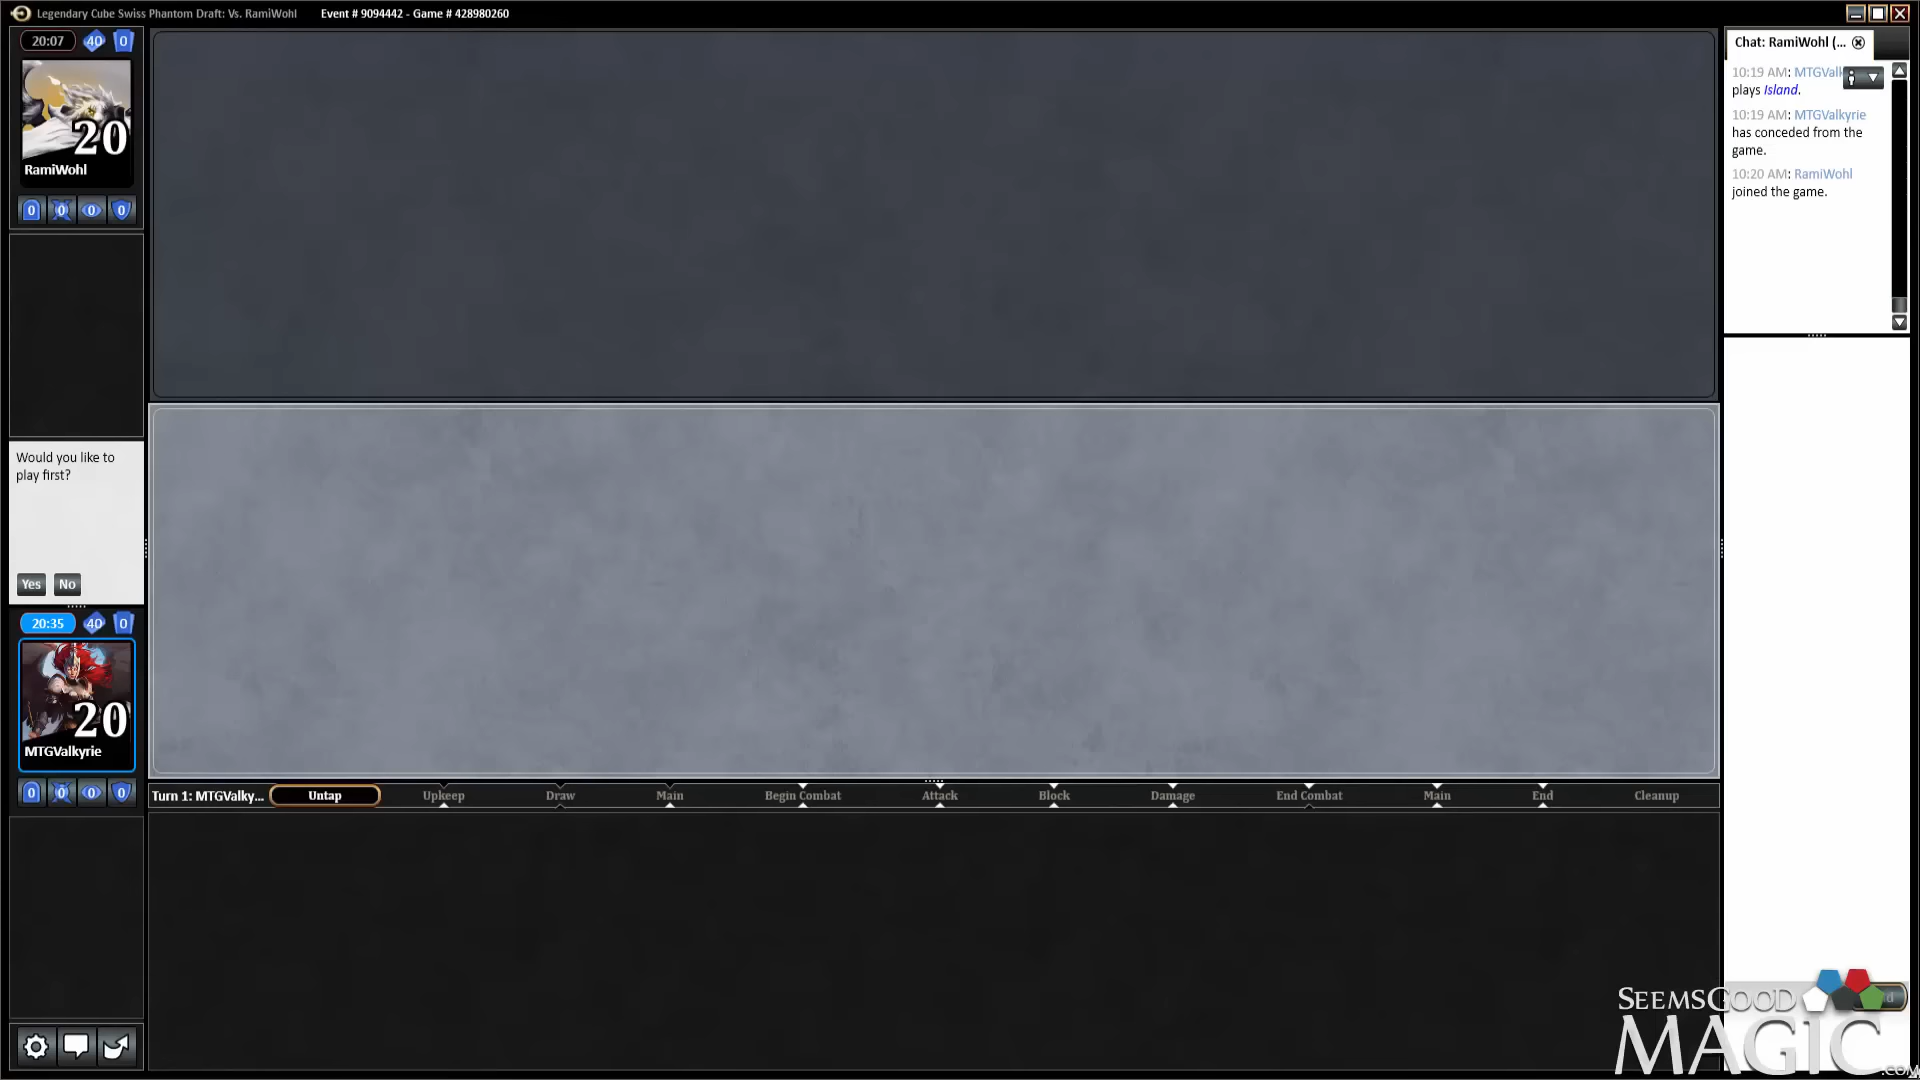 Legendary Cube Swiss Phantom Draft: Vs. RamiWohl
Event # 9094442 - Game # 428980260
20:07
40
0
20
RamiWohl
0
0
0
0
Would you like to
play first?
Yes
No
20:35
40
0
20
MTGValkyrie
0
0
0
0
Turn 1: MTGValky...
Untap
Upkeep
Draw
Main
Begin Combat
Attack
Block
Damage
End Combat
Main
End
Cleanup
Chat: RamiWohl (...
10:19 AM: MTGValk
plays Island.
10:19 AM: MTGValkyrie
has conceded from the
game.
10:20 AM: RamiWohl
joined the game.
SEEMSGOOD
MAGIC
.COM